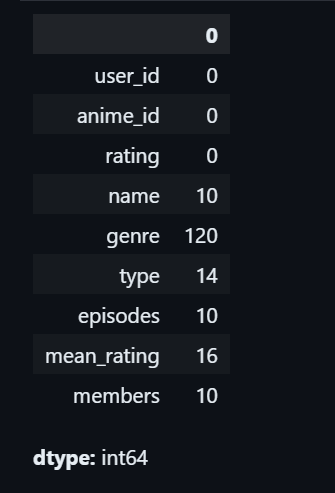 0
user_id 0
anime_id 0
rating 0
name 10
genre 120
type 14
episodes 10
mean_rating 16
members 10
dtype: int64